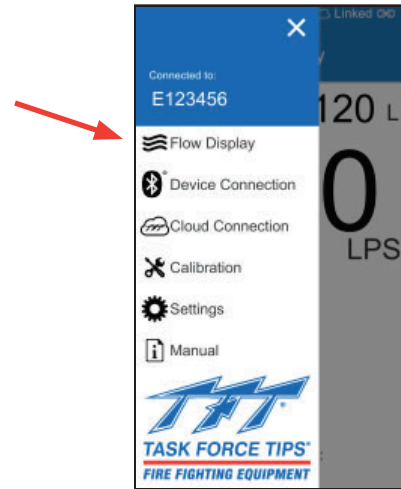 Linked
Connected to:
E123456
120 L
0
Flow Display
Device Connection
LPS
Cloud Connection
Calibration
Settings
Manual
TFT
TASK FORCE TIPS
FIRE FIGHTING EQUIPMENT